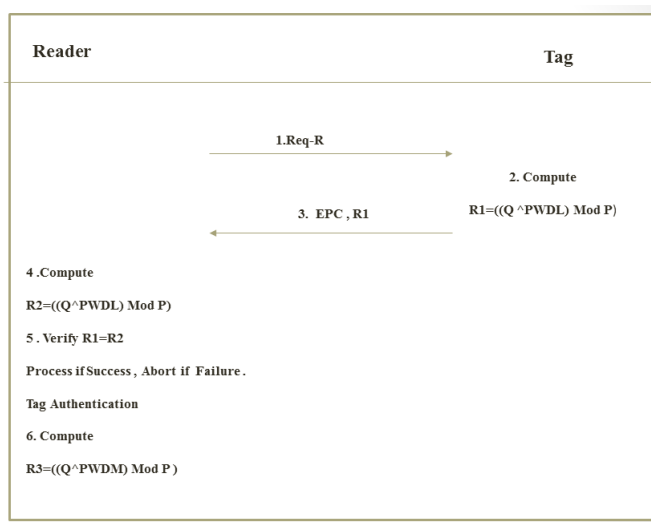 Reader
Tag
1.Req-R
2. Compute
R1=((Q ^PWDL) Mod P)
3. EPC , R1
4 .Compute
R2=((Q^PWDL) Mod P)
5 . Verify R1=R2
Process if Success , Abort if Failure .
Tag Authentication
6. Compute
R3=((Q^PWDM) Mod P )